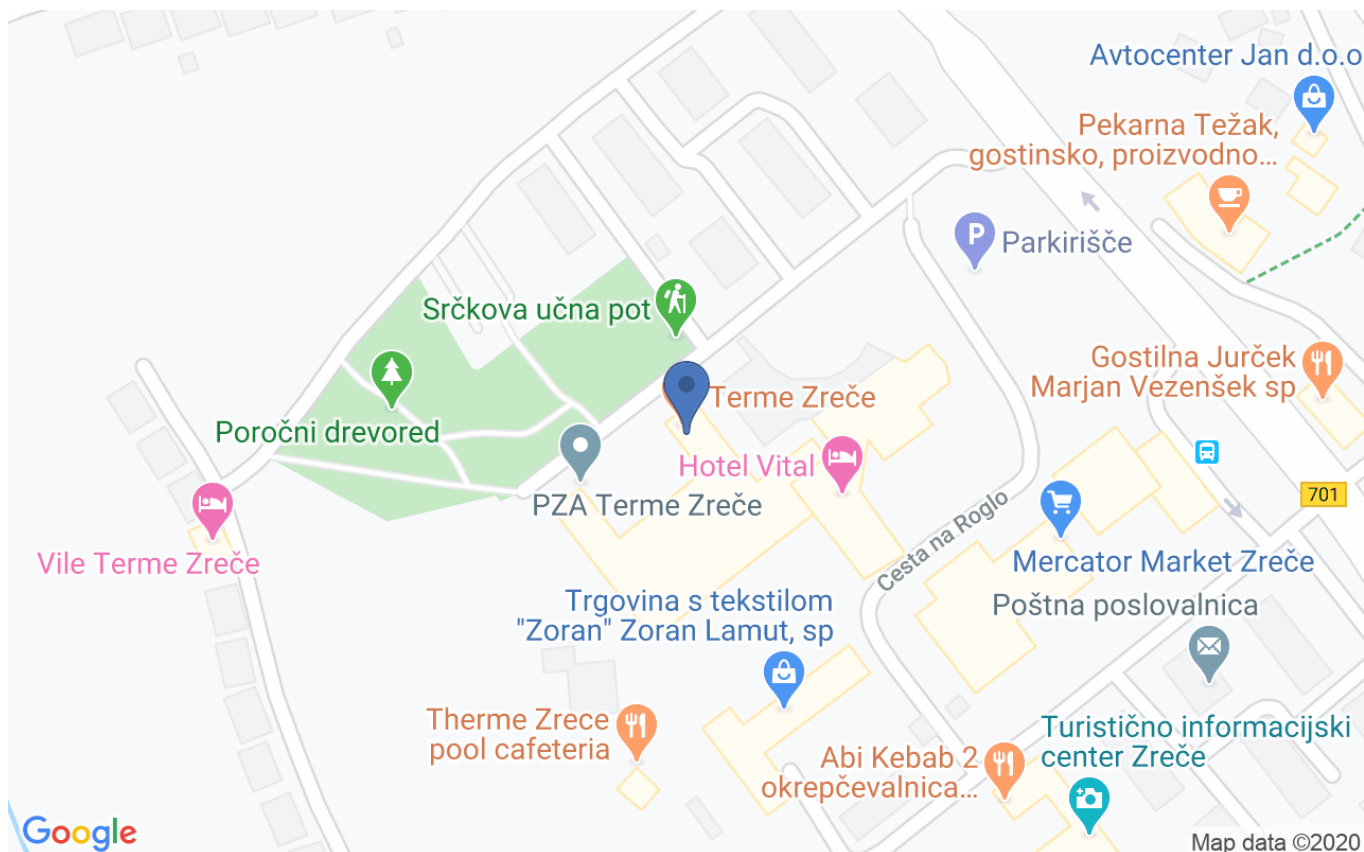 Avtocenter Jan d.o.o
Pekarna Težak,
gostinsko, proizvodno...
P
Parkirišče
Srčkova učna pot
Gostilna Jurček
Marjan Vezenšek sp
Terme Zreče
Poročni drevored
Hotel Vital
PZA Terme Zreče
701
Cesta na Roglo
Vile Terme Zreče
Mercator Market Zreče
Trgovina s tekstilom
"Zoran" Zoran Lamut, sp
Poštna poslovalnica
Therme Zrece
pool cafeteria
Turistično informacijski
center Zreče
Abi Kebab 2
okrepčevalnica...
Google
Map data ©2020